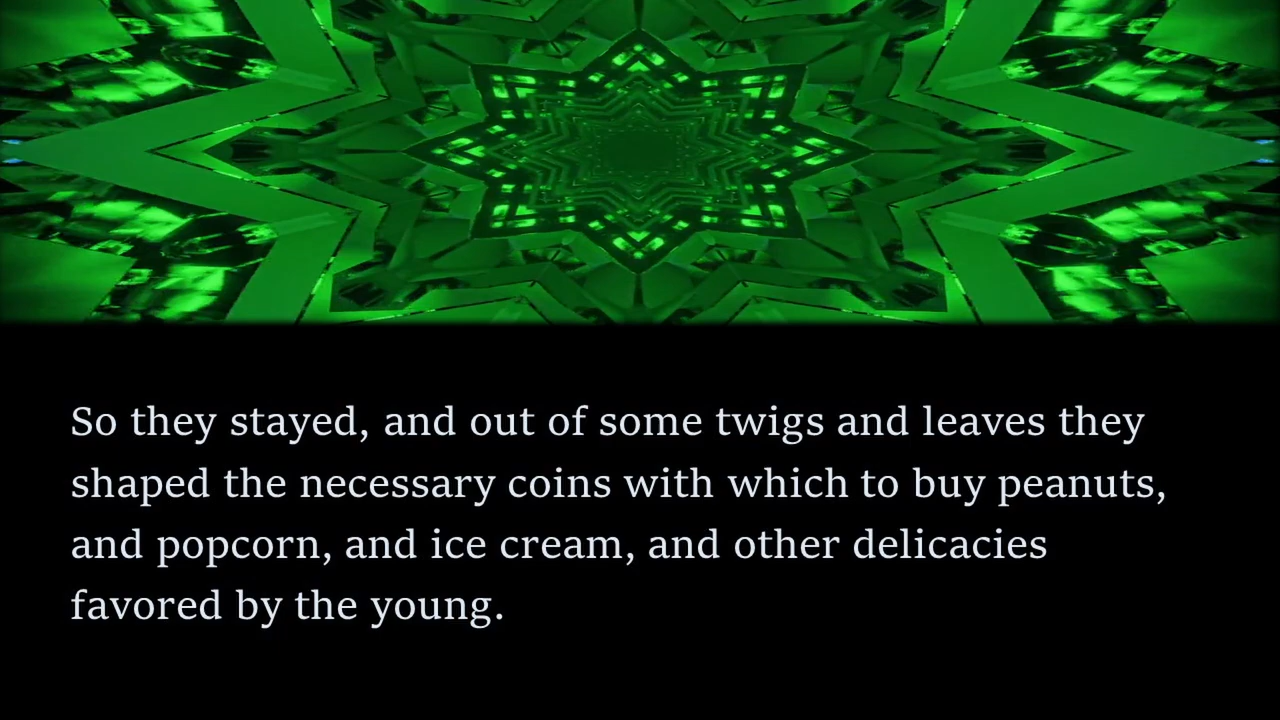 So they stayed, and out of some twigs and leaves they
shaped the necessary coins with which to buy peanuts,
and popcorn, and ice cream, and other delicacies
favored by the young.